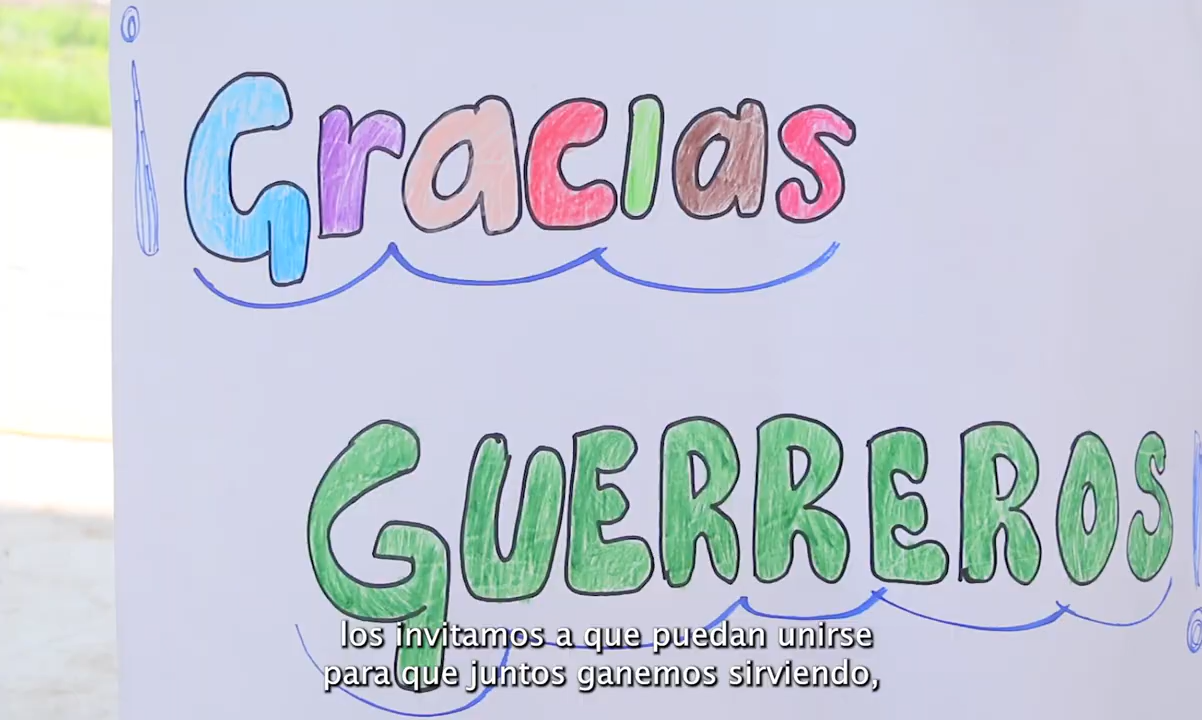 ¡Gracias
GUERREROS!
los invitamos a que puedan unirse
para que juntos ganemos sirviendo,